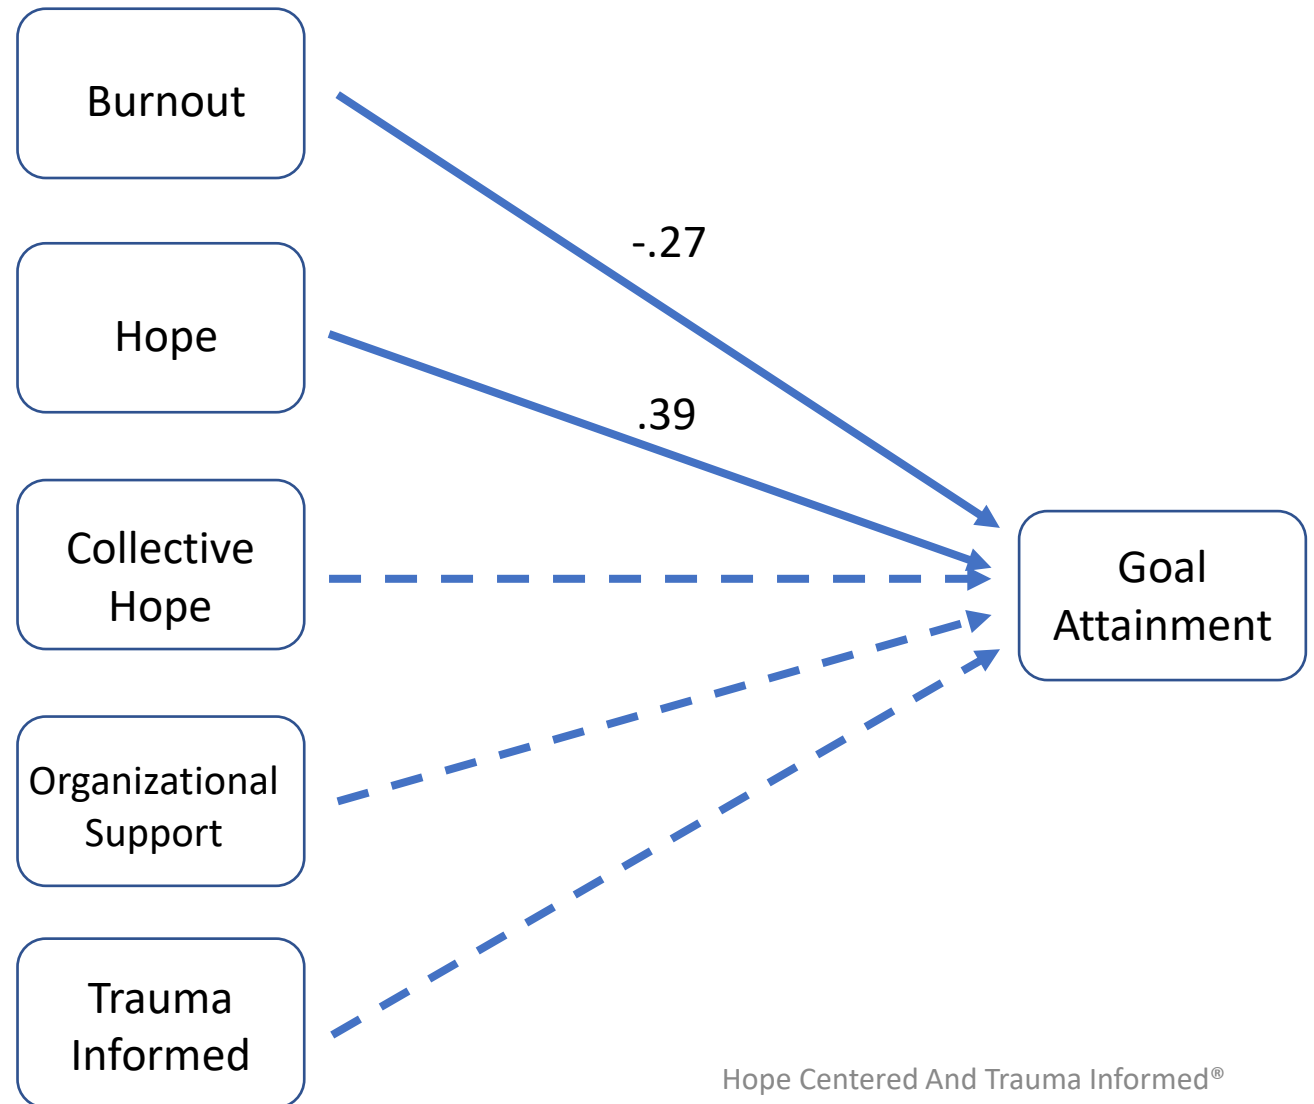 Burnout
-.27
Hope
.39
Collective
Hope
Goal
Attainment
Organizational
Support
Trauma
Informed
Hope Centered And Trauma Informed®